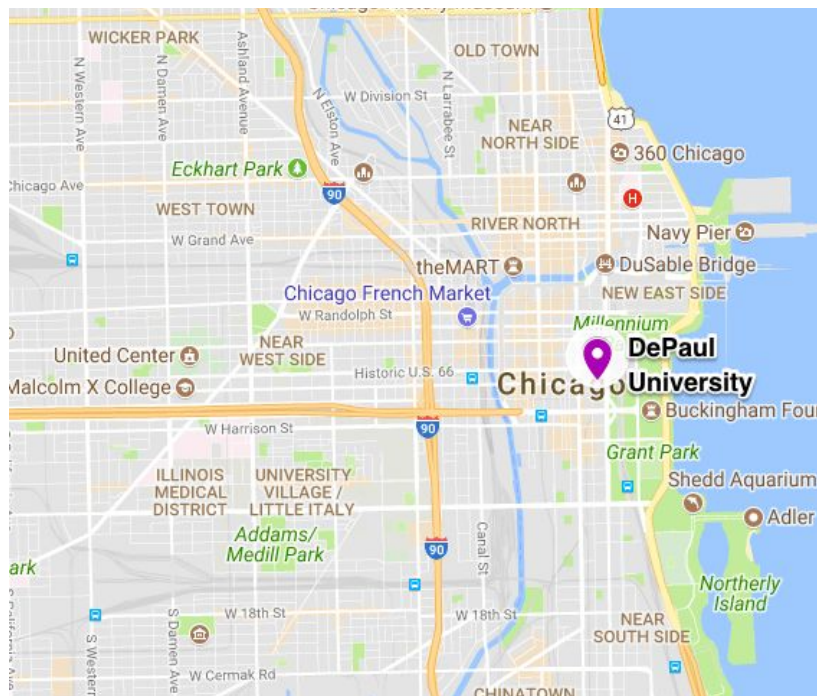 WICKER PARK
OLD TOWN
N Western Ave
N Damen Ave
Ashland Avenue
N Elston Ave
W Division St
N Larrabee St
41
NEAR
NORTH SIDE
360 Chicago
Eckhart Park
Chicago Ave
90
H
WEST TOWN
RIVER NORTH
W Grand Ave
Navy Pier
theMART
DuSable Bridge
Chicago French Market
NEW EAST SIDE
W Randolph St
Millennium
NEAR
WEST SIDE
United Center
DePaul
University
Historic U.S. 66
Malcolm X College
Chicago
Buckingham Fou
W Harrison St
90
Grant Park
ILLINOIS
MEDICAL
DISTRICT
UNIVERSITY
VILLAGE /
LITTLE ITALY
Shedd Aquarium
Adler
Addams/
Medill Park
90
Canal St
ark
Northerly
Island
W 18th St
W 18th St
NEAR
SOUTH SIDE
S Western
S Damen Ave
W Cermak Rd
CHINATOWN